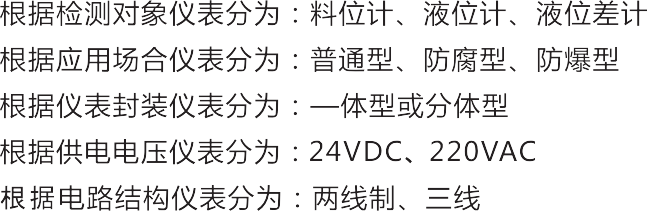 根据检测对象仪表分为：料位计、液位计、液位差计
根据应用场合仪表分为：普通型、防腐型、防爆型
根据仪表封装仪表分为：一体型或分体型
根据供电电压仪表分为：24VDC、220VAC
根据电路结构仪表分为：两线制、三线